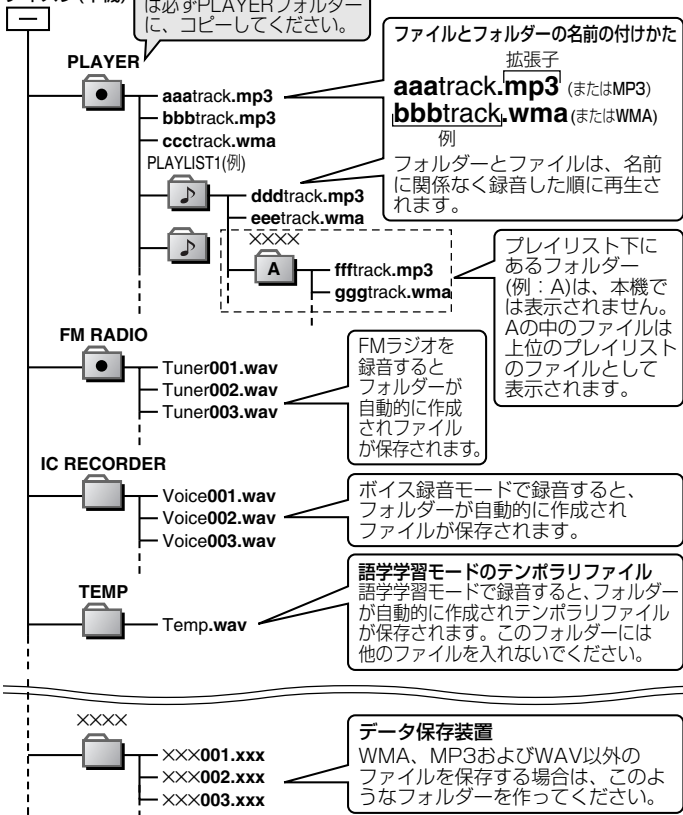 は必ずPLAYERフォルダー
に、コピーしてください。
PLAYER
aaatrack.mp3
bbbtrack.mp3
ccctrack.wma
PLAYLIST1(例)
dddtrack.mp3
eeetrack.wma
××××
A
ffftrack.mp3
gggtrack.wma
ファイルとフォルダーの名前の付けかた
拡張子
aaatrack.mp3 (またはMP3)
bbbtrack.wma (またはWMA)
例
フォルダーとファイルは、名前
に関係なく録音した順に再生さ
れます。
プレイリスト下に
あるフォルダー
(例：A)は、本機で
は表示されません。
Aの中のファイルは
上位のプレイリスト
のファイルとして
表示されます。
FM RADIO
Tuner001.wav
Tuner002.wav
Tuner003.wav
FMラジオを
録音すると
フォルダーが
自動的に作成
されファイル
が保存されます。
IC RECORDER
Voice001.wav
Voice002.wav
Voice003.wav
ボイス録音モードで録音すると、
フォルダーが自動的に作成され
ファイルが保存されます。
TEMP
Temp.wav
語学学習モードのテンポラリファイル
語学学習モードで録音すると、フォルダー
が自動的に作成されテンポラリファイル
が保存されます。このフォルダーには
他のファイルを入れないでください。
××××
×××001.xxx
×××002.xxx
×××003.xxx
データ保存装置
WMA、MP3およびWAV以外の
ファイルを保存する場合は、このよ
うなフォルダーを作ってください。